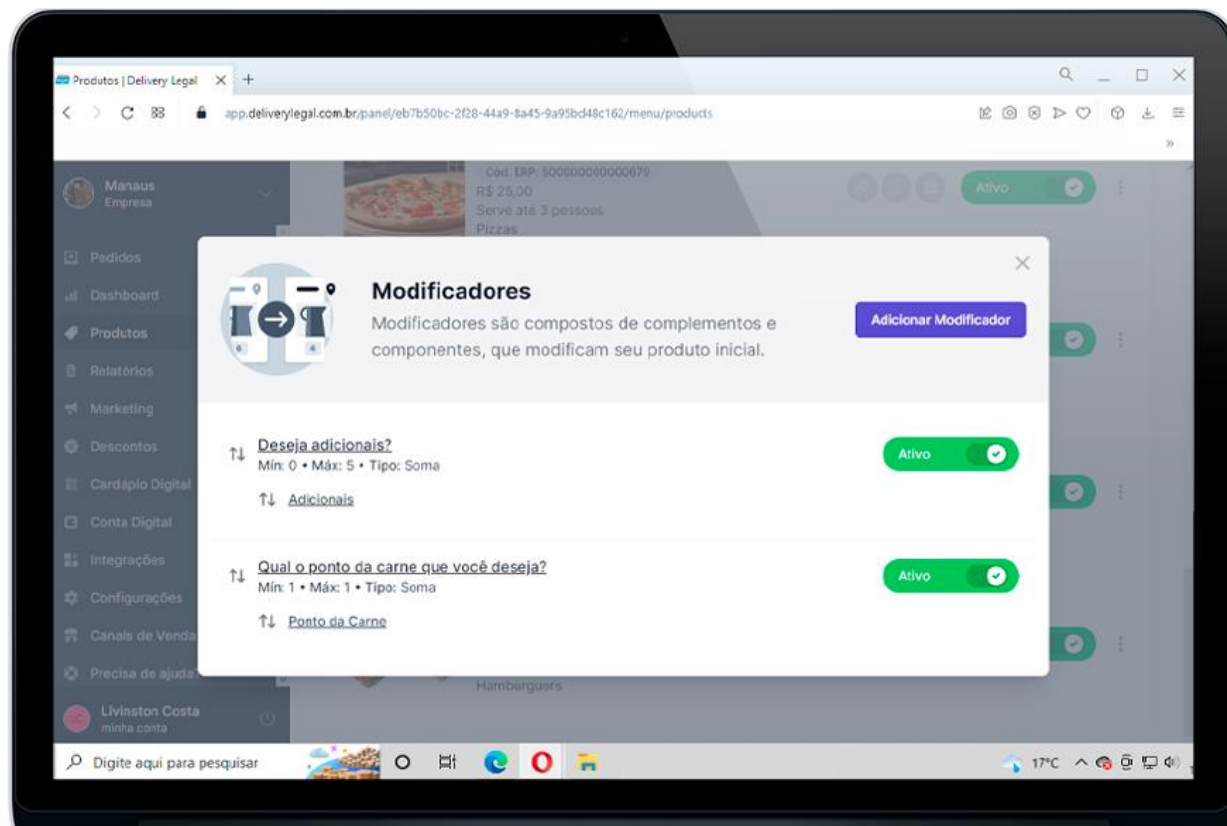 Produtos | Delivery Legal
app.deliverylegal.com.br/panel/eb7b50bc-2f28-44a9-8a45-9a95bd48c162/menu/products
Manaus
Empresa
Pedidos
Dashboard
Produtos
Relatórios
Marketing
Descontos
Cardápio Digital
Conta Digital
Integrações
Configurações
Canais de Venda
Precisa de ajuda?
Livinston Costa
minha conta
Cód. ERP: 500000000000679
R$ 25,00
Serve até 3 pessoas
Pizzas
Ativo
Modificadores
Modificadores são compostos de complementos e
componentes, que modificam seu produto inicial.
Adicionar Modificador
Deseja adicionais?
Mín: 0 • Máx: 5 • Tipo: Soma
Adicionais
Ativo
Qual o ponto da carne que você deseja?
Mín: 1 • Máx: 1 • Tipo: Soma
Ponto da Carne
Ativo
Hamburguers
Digite aqui para pesquisar
17°C